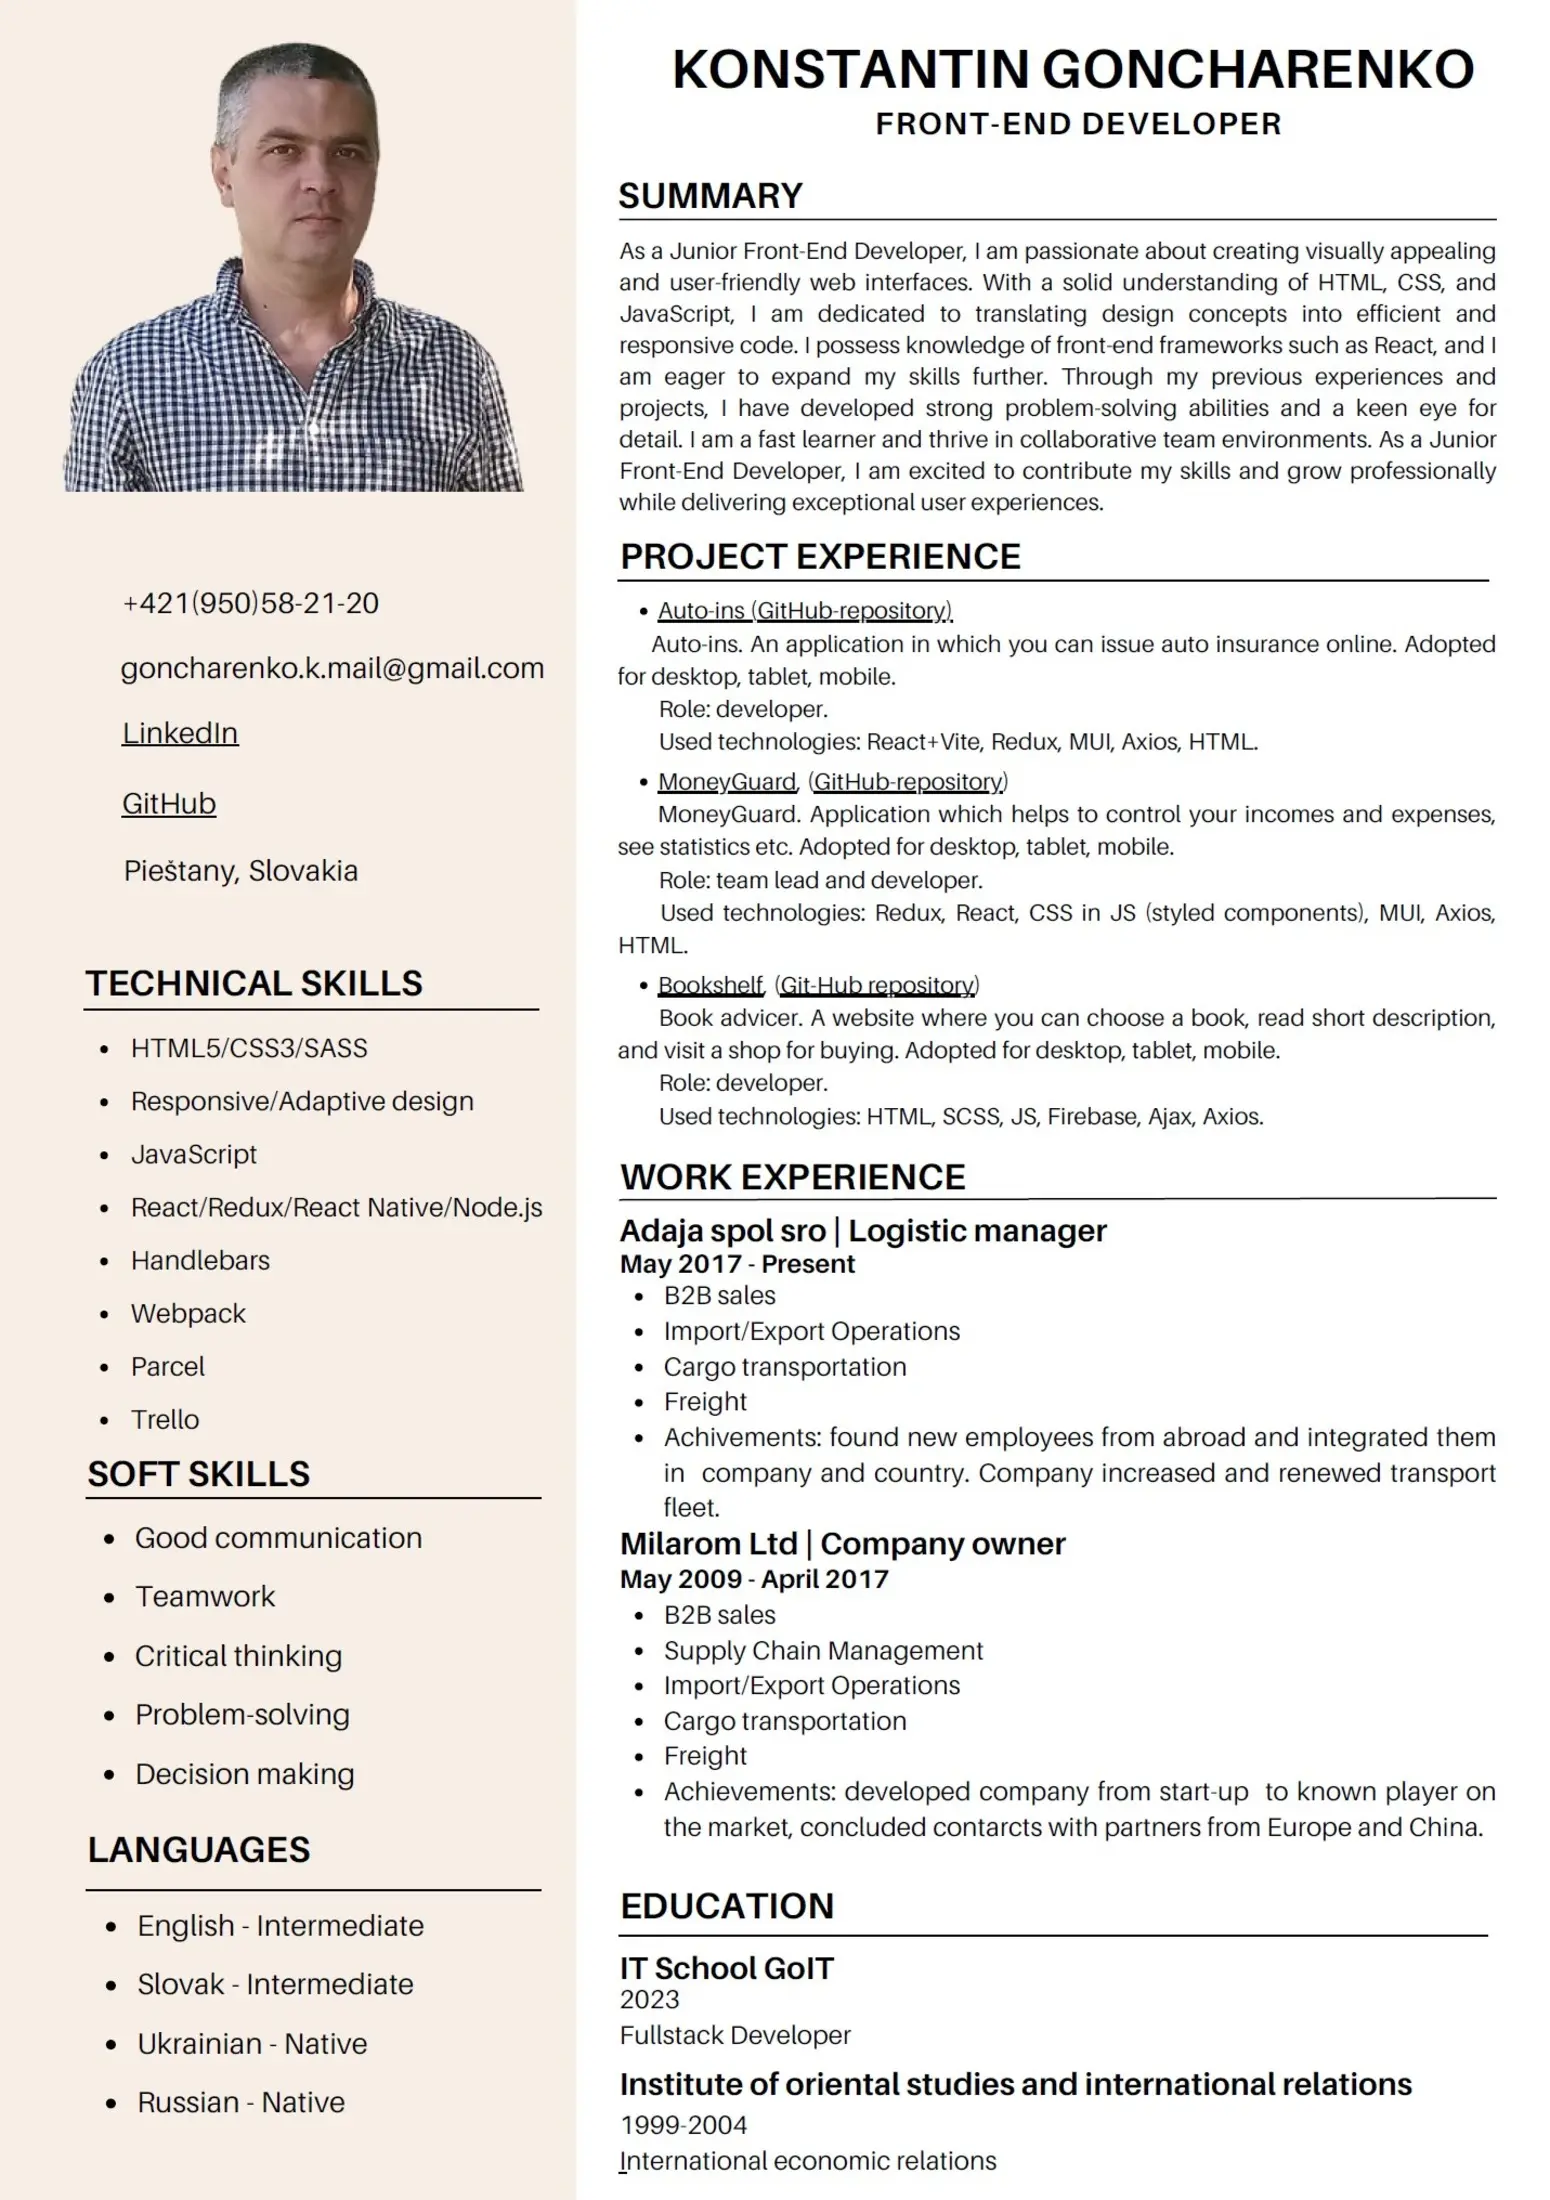 KONSTANTIN GONCHARENKO
FRONT-END DEVELOPER
+421(950)58-21-20
goncharenko.k.mail@gmail.com
LinkedIn
GitHub
Pieštany, Slovakia
TECHNICAL SKILLS
• HTML5/CSS3/SASS
• Responsive/Adaptive design
• JavaScript
• React/Redux/React Native/Node.js
• Handlebars
• Webpack
• Parcel
• Trello
SOFT SKILLS
• Good communication
• Teamwork
• Critical thinking
• Problem-solving
• Decision making
LANGUAGES
• English - Intermediate
• Slovak - Intermediate
• Ukrainian - Native
• Russian - Native
SUMMARY
As a Junior Front-End Developer, I am passionate about creating visually appealing
and user-friendly web interfaces. With a solid understanding of HTML, CSS, and
JavaScript, I am dedicated to translating design concepts into efficient and
responsive code. I possess knowledge of front-end frameworks such as React, and I
am eager to expand my skills further. Through my previous experiences and
projects, I have developed strong problem-solving abilities and a keen eye for
detail. I am a fast learner and thrive in collaborative team environments. As a Junior
Front-End Developer, I am excited to contribute my skills and grow professionally
while delivering exceptional user experiences.
PROJECT EXPERIENCE
• Auto-ins (GitHub-repository)
Auto-ins. An application in which you can issue auto insurance online. Adopted
for desktop, tablet, mobile.
Role: developer.
Used technologies: React+Vite, Redux, MUI, Axios, HTML.
• MoneyGuard, (GitHub-repository)
MoneyGuard. Application which helps to control your incomes and expenses,
see statistics etc. Adopted for desktop, tablet, mobile.
Role: team lead and developer.
Used technologies: Redux, React, CSS in JS (styled components), MUI, Axios,
HTML.
• Bookshelf, (Git-Hub repository)
Book advicer. A website where you can choose a book, read short description,
and visit a shop for buying. Adopted for desktop, tablet, mobile.
Role: developer.
Used technologies: HTML, SCSS, JS, Firebase, Ajax, Axios.
WORK EXPERIENCE
Adaja spol sro | Logistic manager
May 2017 - Present
• B2B sales
• Import/Export Operations
• Cargo transportation
• Freight
• Achivements: found new employees from abroad and integrated them
in company and country. Company increased and renewed transport
fleet.
Milarom Ltd | Company owner
May 2009 - April 2017
• B2B sales
• Supply Chain Management
• Import/Export Operations
• Cargo transportation
• Freight
• Achievements: developed company from start-up to known player on
the market, concluded contarcts with partners from Europe and China.
EDUCATION
IT School GoIT
2023
Fullstack Developer
Institute of oriental studies and international relations
1999-2004
International economic relations